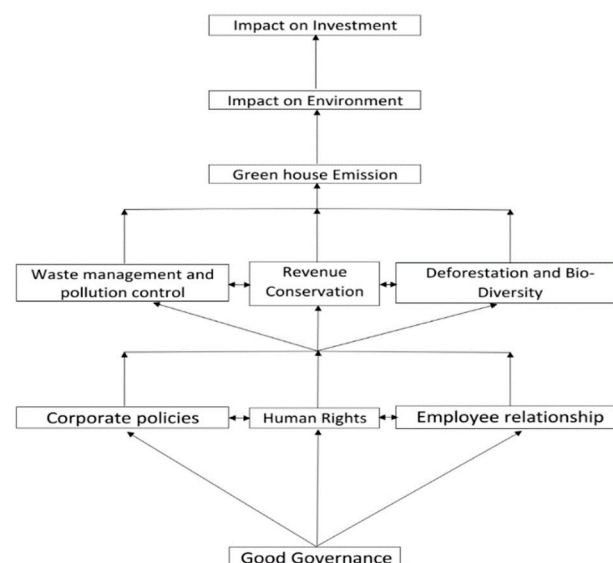 Impact on Investment
Impact on Environment
Green house Emission
Waste management and
pollution control
Revenue
Conservation
Deforestation and Bio-
Diversity
Corporate policies
Human Rights
Employee relationship
Good Governance